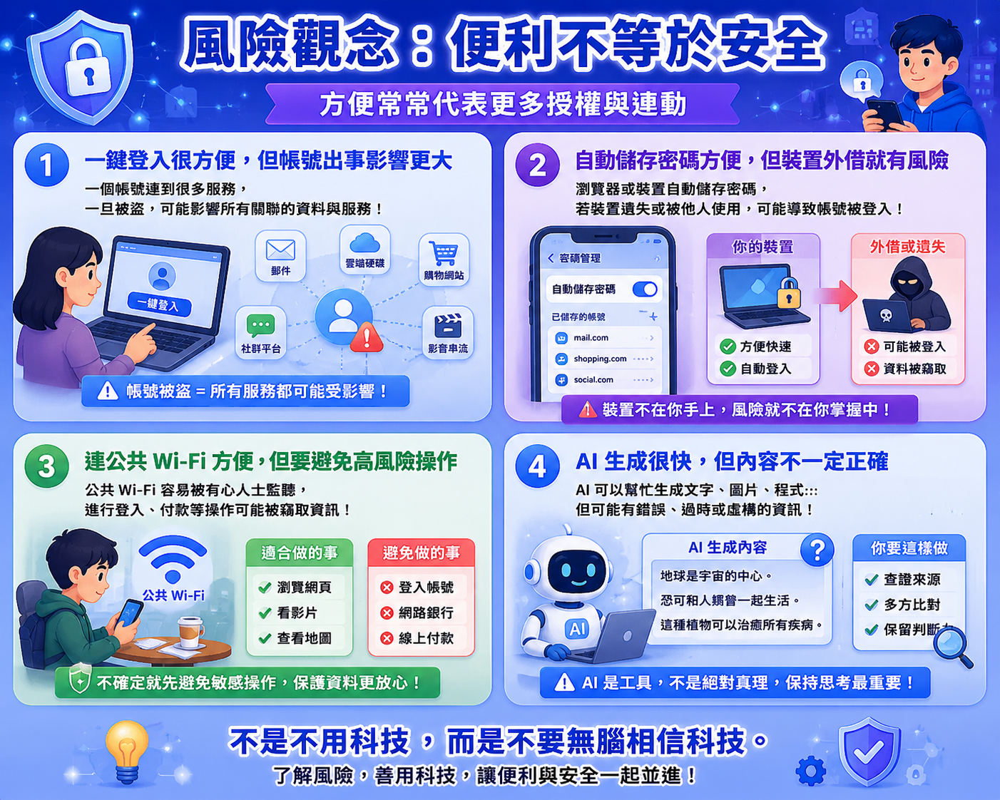 風險觀念：便利不等於安全
方便常常代表更多授權與連動
1
一鍵登入很方便，但帳號出事影響更大
一個帳號連到很多服務，
一旦被盜，可能影響所有關聯的資料與服務！
一鍵登入
郵件
雲端硬碟
購物網站
社群平台
影音串流
帳號被盜 = 所有服務都可能受影響！
2
自動儲存密碼方便，但裝置外借就有風險
瀏覽器或裝置自動儲存密碼，
若裝置遺失或被他人使用，可能導致帳號被登入！
管理
自動儲存密碼
已儲存的帳號
mail.com
shopping.com
social.com
你的裝置
方便快速
自動登入
外借或遺失
可能被登入
資料被竊取
裝置不在你手上，風險就不在你掌握中！
3
連公共 Wi-Fi 方便，但要避免高風險操作
公共 Wi-Fi 容易被有心人士監聽，
進行登入、付款等操作可能被竊取資訊！
公共 Wi-Fi
適合做的事
瀏覽網頁
看影片
查看地圖
避免做的事
登入帳號
網路銀行
線上付款
不確定就先避免敏感操作，保護資料更放心！
4
AI 生成很快，但內容不一定正確
AI 可以幫忙生成文字、圖片、程式:::
但可能有錯誤、過時或虛構的資訊！
AI
AI 生成內容
?
地球是宇宙的中心。
恐可和人類曾一起生活。
這種植物可以治癒所有疾病。
你要這樣做
查證來源
多方比對
保留判斷
AI 是工具，不是絕對真理，保持思考最重要！
不是不用科技，而是不要無腦相信科技。
了解風險，善用科技，讓便利與安全一起並進！